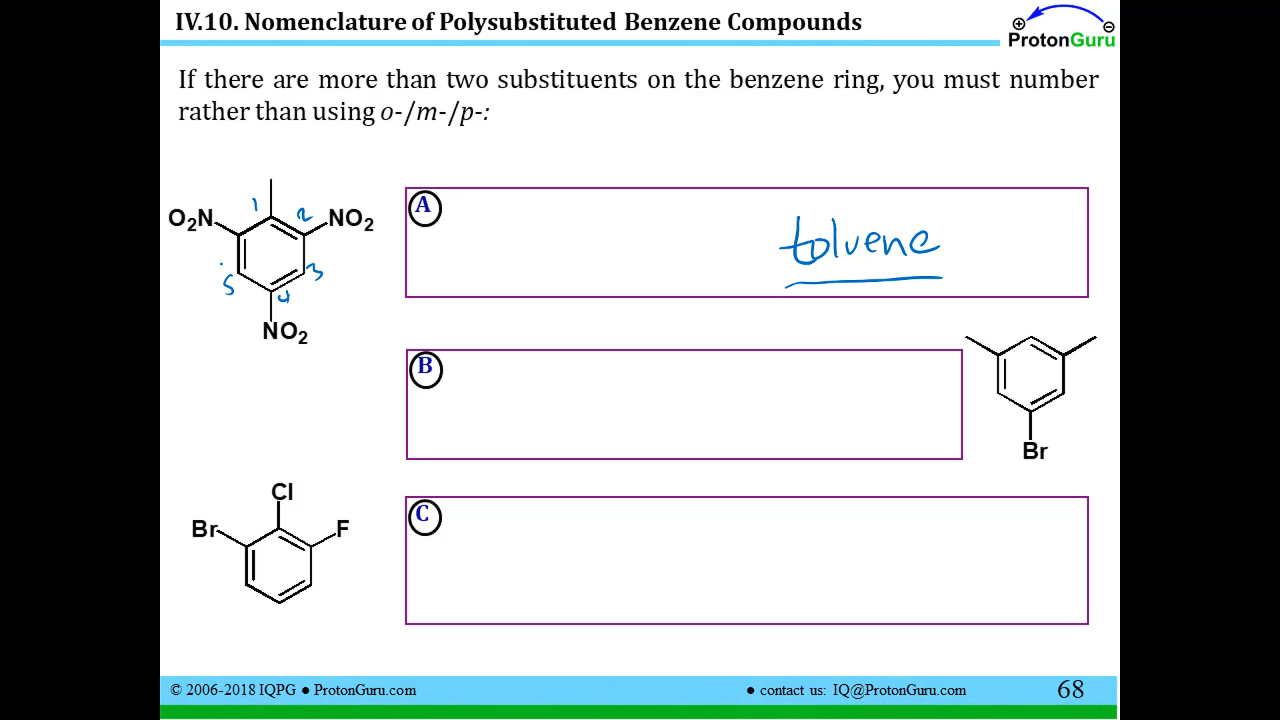 IV.10. Nomenclature of Polysubstituted Benzene Compounds
ProtonGuru
If there are more than two substituents on the benzene ring, you must number
rather than using o-/m-/p-:
O₂N
1
2
NO₂
5
3
4
NO₂
A
toluene
B
Br
Cl
Br
F
C
© 2006-2018 IQPG ● ProtonGuru.com
● contact us: IQ@ProtonGuru.com
68